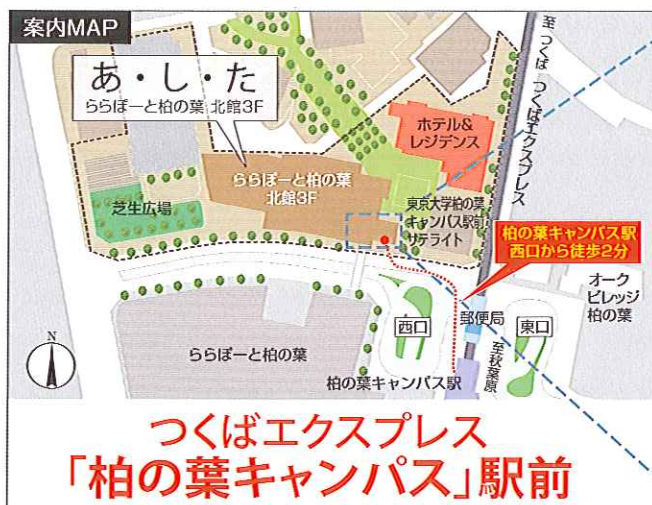 案内MAP
あ・し・た
ららぽーと柏の葉 北館3F
至 つくば つくばエクスプレス
ホテル&
レジデンス
ららぽーと柏の葉
北館3F
芝生広場
東京大学柏の葉
キャンパス駅前
サテライト
柏の葉キャンパス駅
西口から徒歩2分
オーク
ビレッジ
柏の葉
西口
郵便局
東口
至秋葉原
ららぽーと柏の葉
柏の葉キャンパス駅
N
つくばエクスプレス
「柏の葉キャンパス」駅前